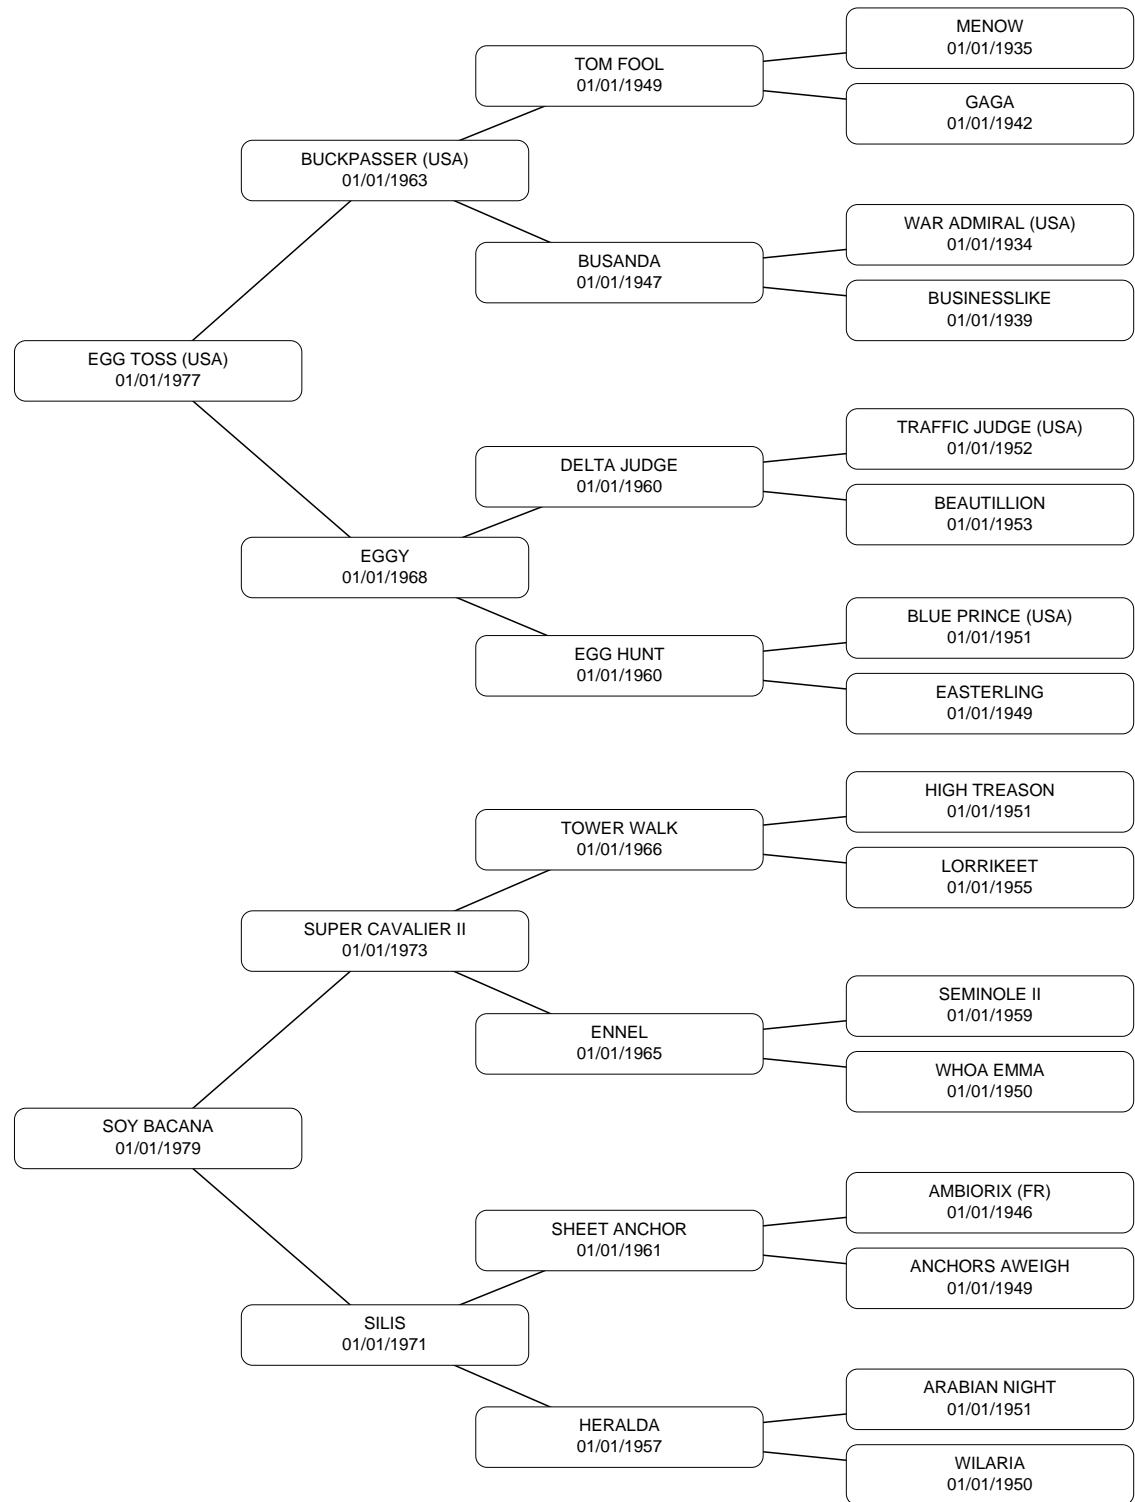 MENOW
01/01/1935
TOM FOOL
01/01/1949
GAGA
01/01/1942
BUCKPASSER (USA)
01/01/1963
WAR ADMIRAL (USA)
01/01/1934
BUSANDA
01/01/1947
BUSINESSLIKE
01/01/1939
EGG TOSS (USA)
01/01/1977
TRAFFIC JUDGE (USA)
01/01/1952
DELTA JUDGE
01/01/1960
BEAUTILLION
01/01/1953
EGGY
01/01/1968
BLUE PRINCE (USA)
01/01/1951
EGG HUNT
01/01/1960
EASTERLING
01/01/1949
HIGH TREASON
01/01/1951
TOWER WALK
01/01/1966
LORRIKEET
01/01/1955
SUPER CAVALIER II
01/01/1973
SEMINOLE II
01/01/1959
ENNEL
01/01/1965
WHOA EMMA
01/01/1950
SOY BACANA
01/01/1979
AMBIORIX (FR)
01/01/1946
SHEET ANCHOR
01/01/1961
ANCHORS AWEIGH
01/01/1949
SILIS
01/01/1971
ARABIAN NIGHT
01/01/1951
HERALDA
01/01/1957
WILARIA
01/01/1950